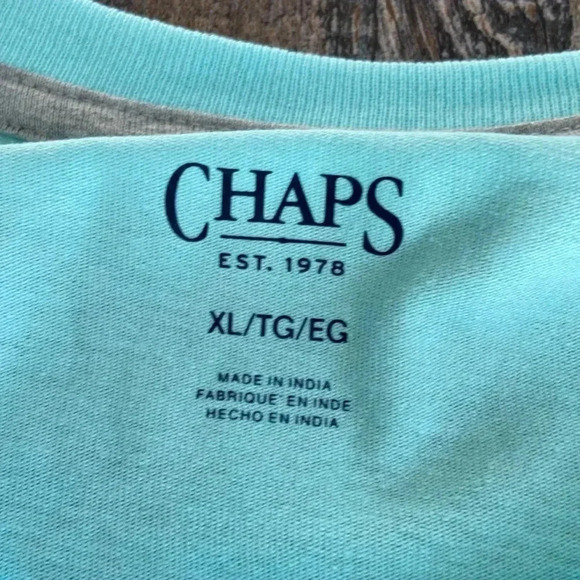 CHAPS
EST. 1978
XL/TG/EG
MADE IN INDIA
FABRIQUÉ EN INDE
HECHO EN INDIA